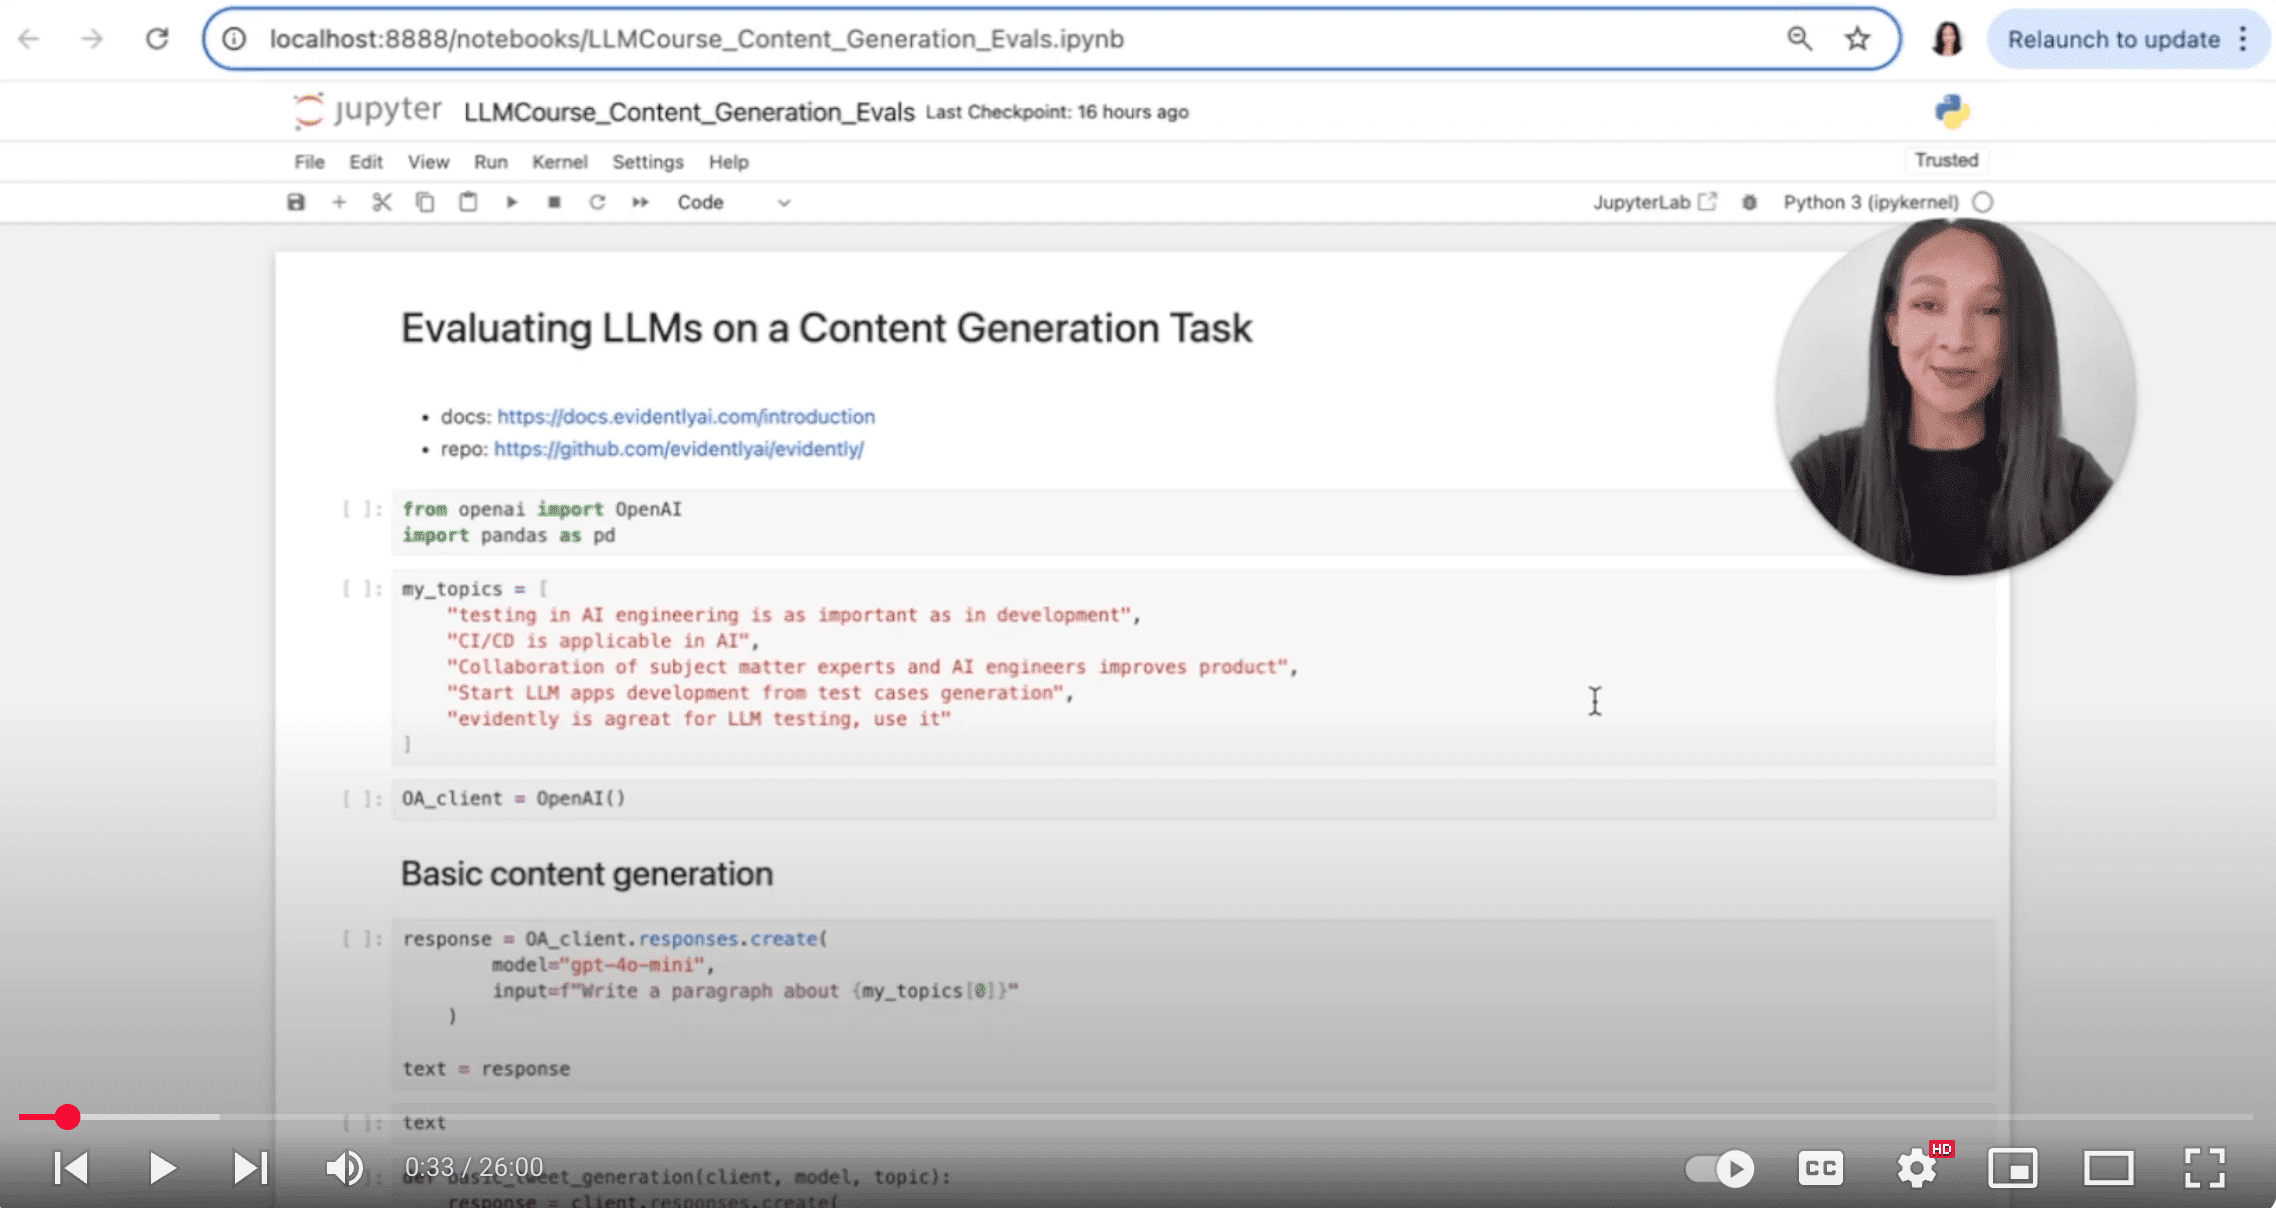 localhost:8888/notebooks/LLMCourse_Content_Generation_Evals.ipynb
Relaunch to update
jupyter LLMCourse_Content_Generation_Evals Last Checkpoint: 16 hours ago
File Edit View Run Kernel Settings Help
Trusted
Code
JupyterLab
Python 3 (ipykernel)
Evaluating LLMs on a Content Generation Task
• docs: https://docs.evidentlyai.com/introduction
• repo: https://github.com/evidentlyai/evidently/
[ ]: from openai import OpenAI
import pandas as pd
[ ]: my_topics = [
"testing in AI engineering is as important as in development",
"CI/CD is applicable in AI",
"Collaboration of subject matter experts and AI engineers improves product",
"Start LLM apps development from test cases generation",
"evidently is agreat for LLM testing, use it"
]
[ ]: OA_client = OpenAI()
Basic content generation
[ ]: response = OA_client.responses.create(
model="gpt-4o-mini",
input=f"Write a paragraph about {my_topics[0]}"
)
text = response
[ ]: text
0:33 / 26:00
def basic_tweet_generation(client, model, topic):
response = client.responses.create(
CC
HD